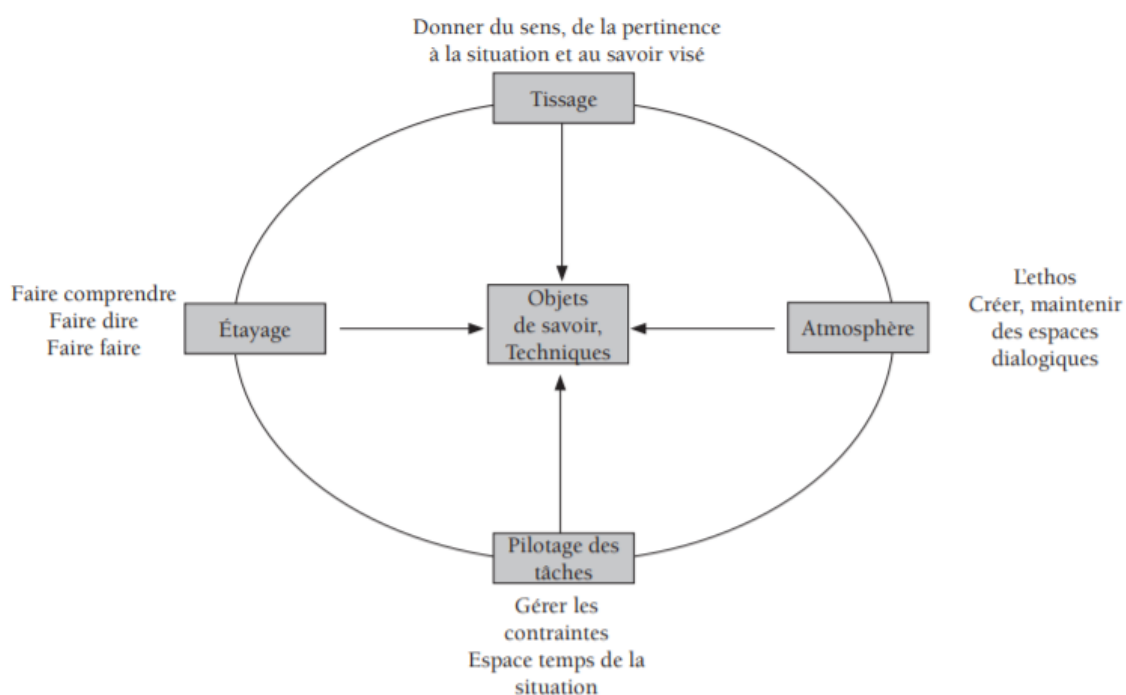 Donner du sens, de la pertinence
à la situation et au savoir visé
Tissage
Faire comprendre
Faire dire
Faire faire
Étayage
Objets
de savoir,
Techniques
Atmosphère
L'ethos
Créer, maintenir
des espaces
dialogiques
Pilotage des
tâches
Gérer les
contraintes
Espace temps de la
situation